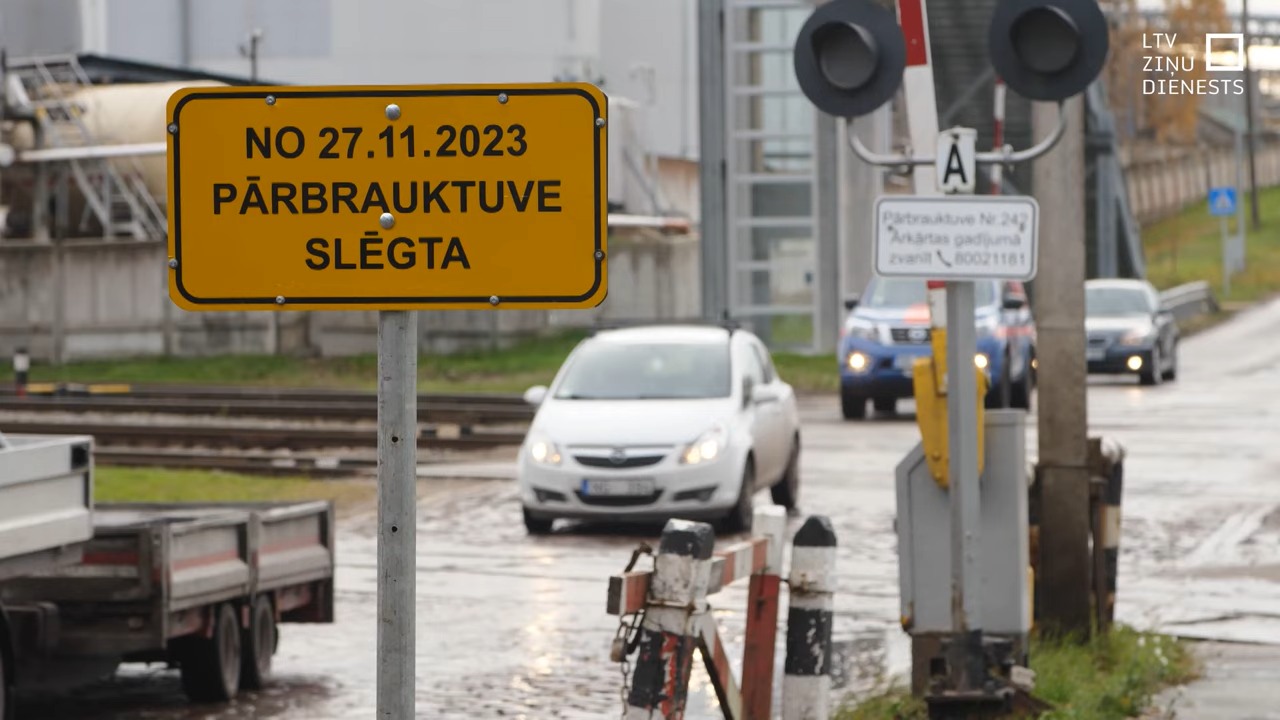 NO 27.11.2023
PĀRBRAUKTUVE
SLĒGTA
LTV
ZIŅU
DIENESTS
A
Pārbrauktuve Nr.242
Ārkārtas gadījumā
zvanīt 80021181